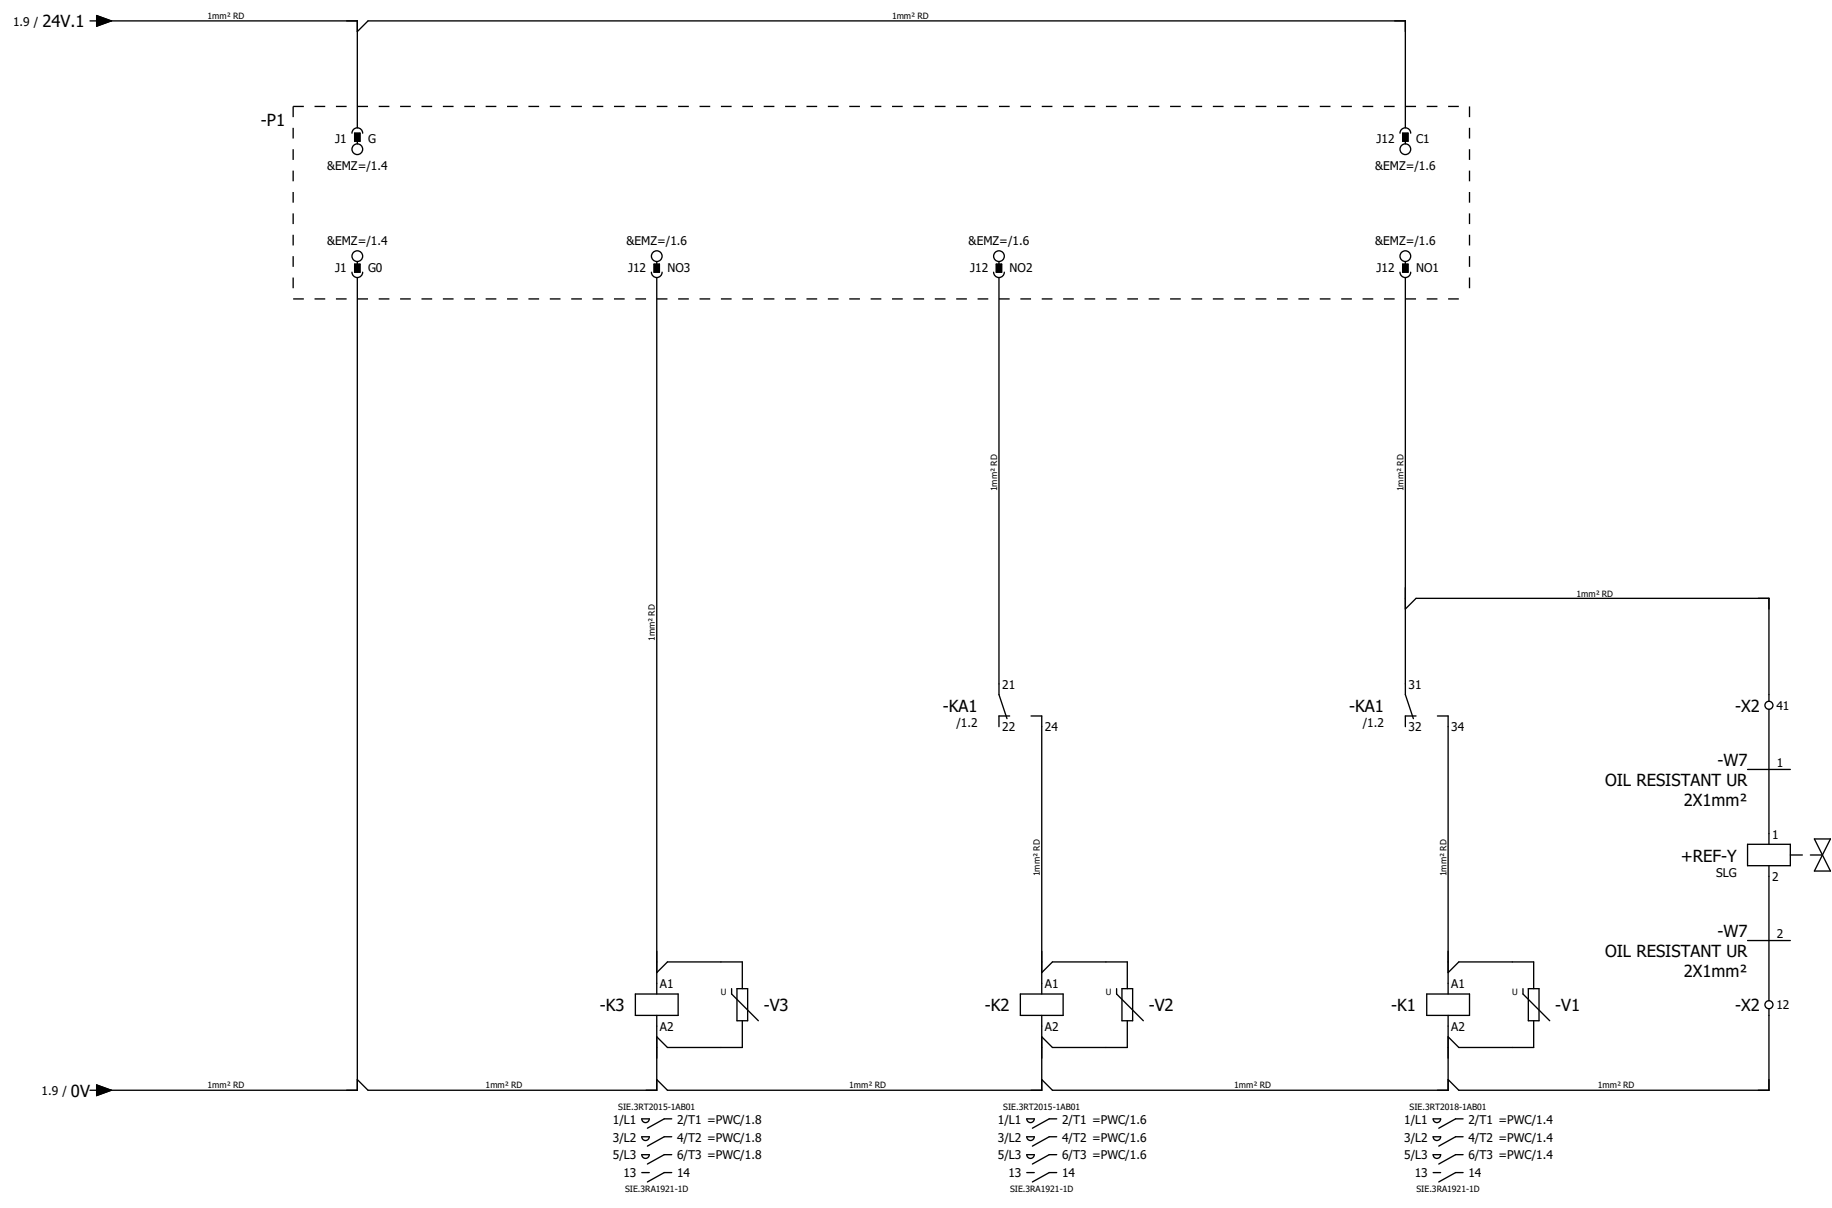 1.9 / 24V.1
1mm² RD
1mm² RD
-P1
J1 G
&EMZ=/1.4
J12 C1
&EMZ=/1.6
&EMZ=/1.4
J1 G0
&EMZ=/1.6
J12 NO3
&EMZ=/1.6
J12 NO2
&EMZ=/1.6
J12 NO1
1mm² RD
1mm² RD
1mm² RD
1mm² RD
21
-KA1
/1.2
22
24
31
-KA1
/1.2
32
34
-X2
41
-W7
1
OIL RESISTANT UR
2X1mm²
1mm² RD
1mm² RD
1
+REF-Y
SLG
2
-W7
2
OIL RESISTANT UR
2X1mm²
A1
-K3
A2
U
-V3
A1
-K2
A2
U
-V2
A1
-K1
A2
U
-V1
-X2
12
1.9 / 0V
1mm² RD
1mm² RD
1mm² RD
1mm² RD
1mm² RD
SIE.3RT2015-1AB01
1/L1 2/T1 =PWC/1.8
3/L2 4/T2 =PWC/1.8
5/L3 6/T3 =PWC/1.8
13 14
SIE.3RA1921-1D
SIE.3RT2015-1AB01
1/L1 2/T1 =PWC/1.6
3/L2 4/T2 =PWC/1.6
5/L3 6/T3 =PWC/1.6
13 14
SIE.3RA1921-1D
SIE.3RT2018-1AB01
1/L1 2/T1 =PWC/1.4
3/L2 4/T2 =PWC/1.4
5/L3 6/T3 =PWC/1.4
13 14
SIE.3RA1921-1D